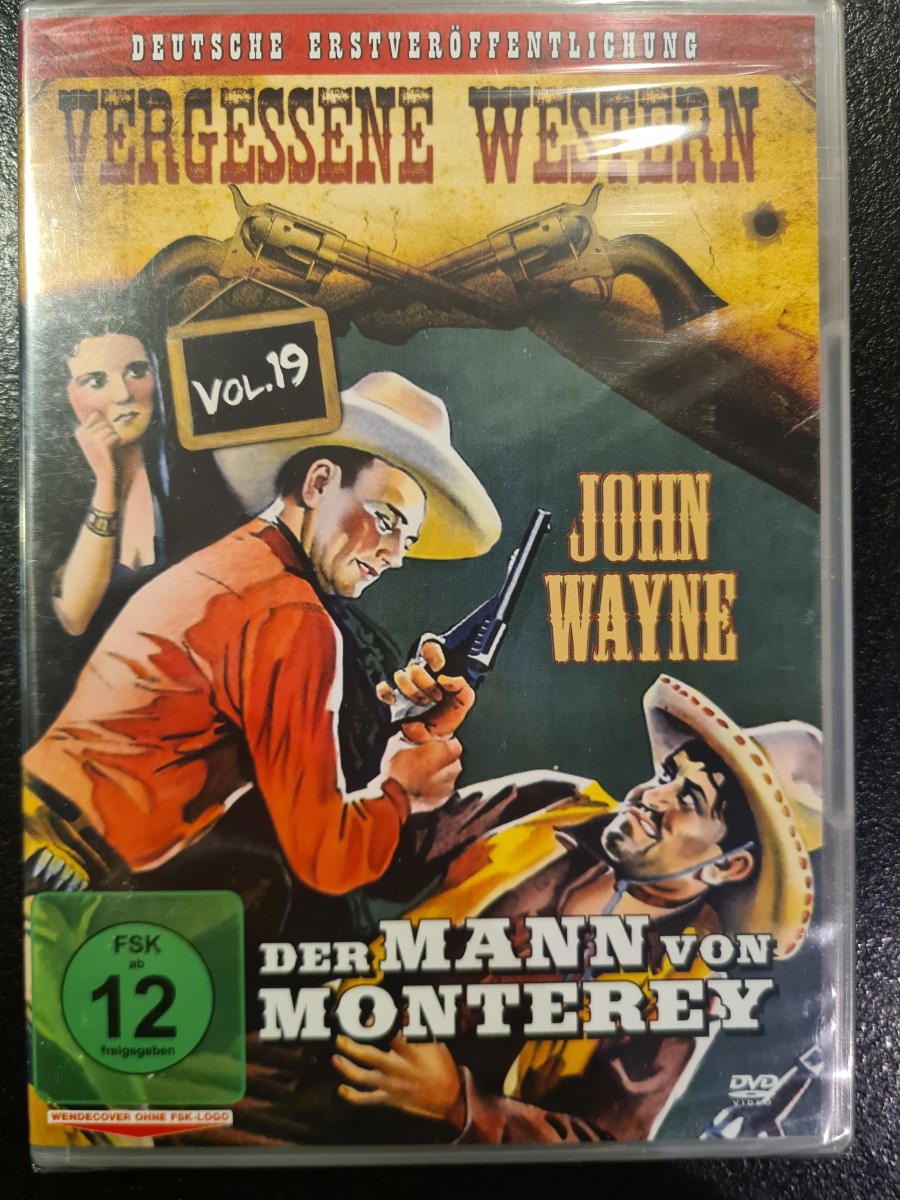 DEUTSCHE ERSTVERÖFFENTLICHUNG
VERGESSENE WESTERN
VOL.19
JOHN
WAYNE
DER MANN VON
MONTEREY
FSK
ab
12
freigegeben
WENDECOVER OHNE FSK-LOGO
DVD
VIDEO